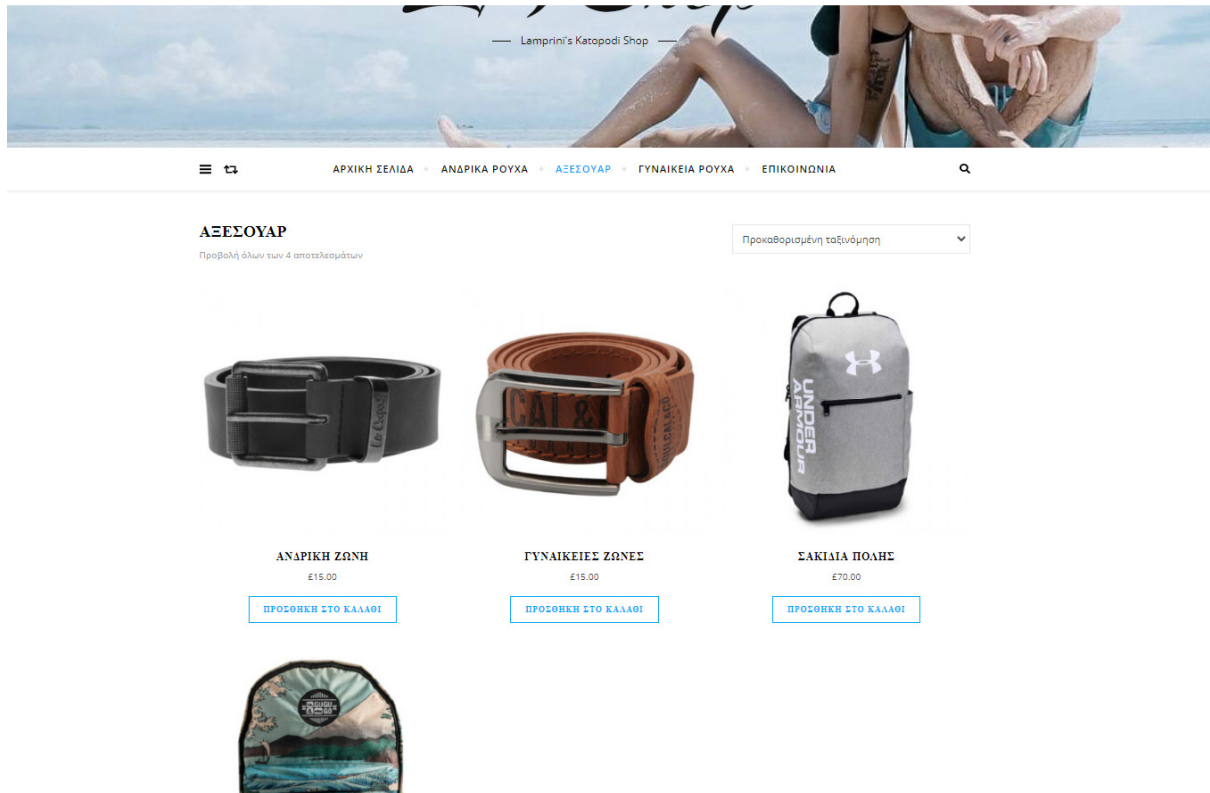 Shop
Lamprini's Katopodi Shop
ΑΡΧΙΚΗ ΣΕΛΙΔΑ ΑΝΔΡΙΚΑ ΡΟΥΧΑ ΑΞΕΣΟΥΑΡ ΓΥΝΑΙΚΕΙΑ ΡΟΥΧΑ ΕΠΙΚΟΙΝΩΝΙΑ
ΑΞΕΣΟΥΑΡ
Προκαθορισμένη ταξινόμηση
Προβολή όλων των 4 αποτελεσμάτων
UNDER
ARMOUR
ΑΝΔΡΙΚΗ ΖΩΝΗ
£15.00
ΠΡΟΣΘΗΚΗ ΣΤΟ ΚΑΛΑΘΙ
ΓΥΝΑΙΚΕΙΕΣ ΖΩΝΕΣ
£15.00
ΠΡΟΣΘΗΚΗ ΣΤΟ ΚΑΛΑΘΙ
ΣΑΚΙΔΙΑ ΠΟΛΗΣ
£70.00
ΠΡΟΣΘΗΚΗ ΣΤΟ ΚΑΛΑΘΙ